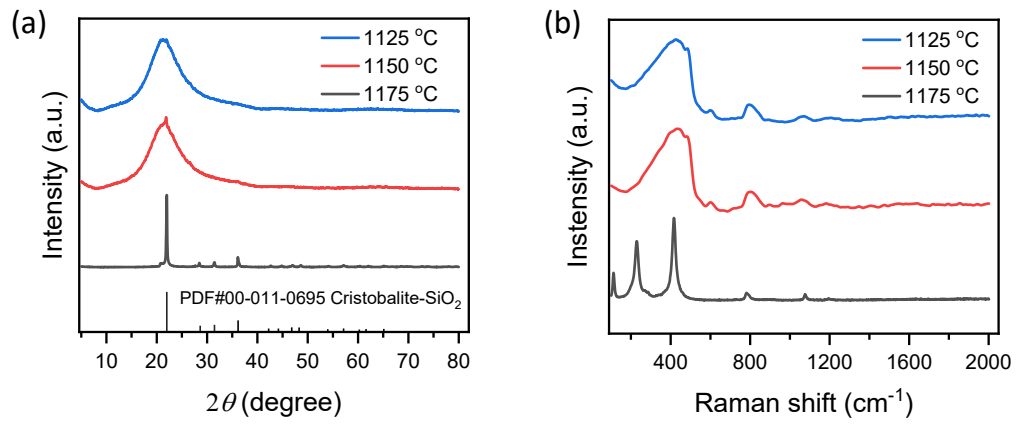 (a)
1125 °C
1150 °C
1175 °C
Intensity (a.u.)
PDF#00-011-0695 Cristobalite-SiO₂
10 20 30 40 50 60 70 80
2θ (degree)
(b)
1125 °C
1150 °C
1175 °C
Instensity (a.u.)
400 800 1200 1600 2000
Raman shift (cm⁻¹)